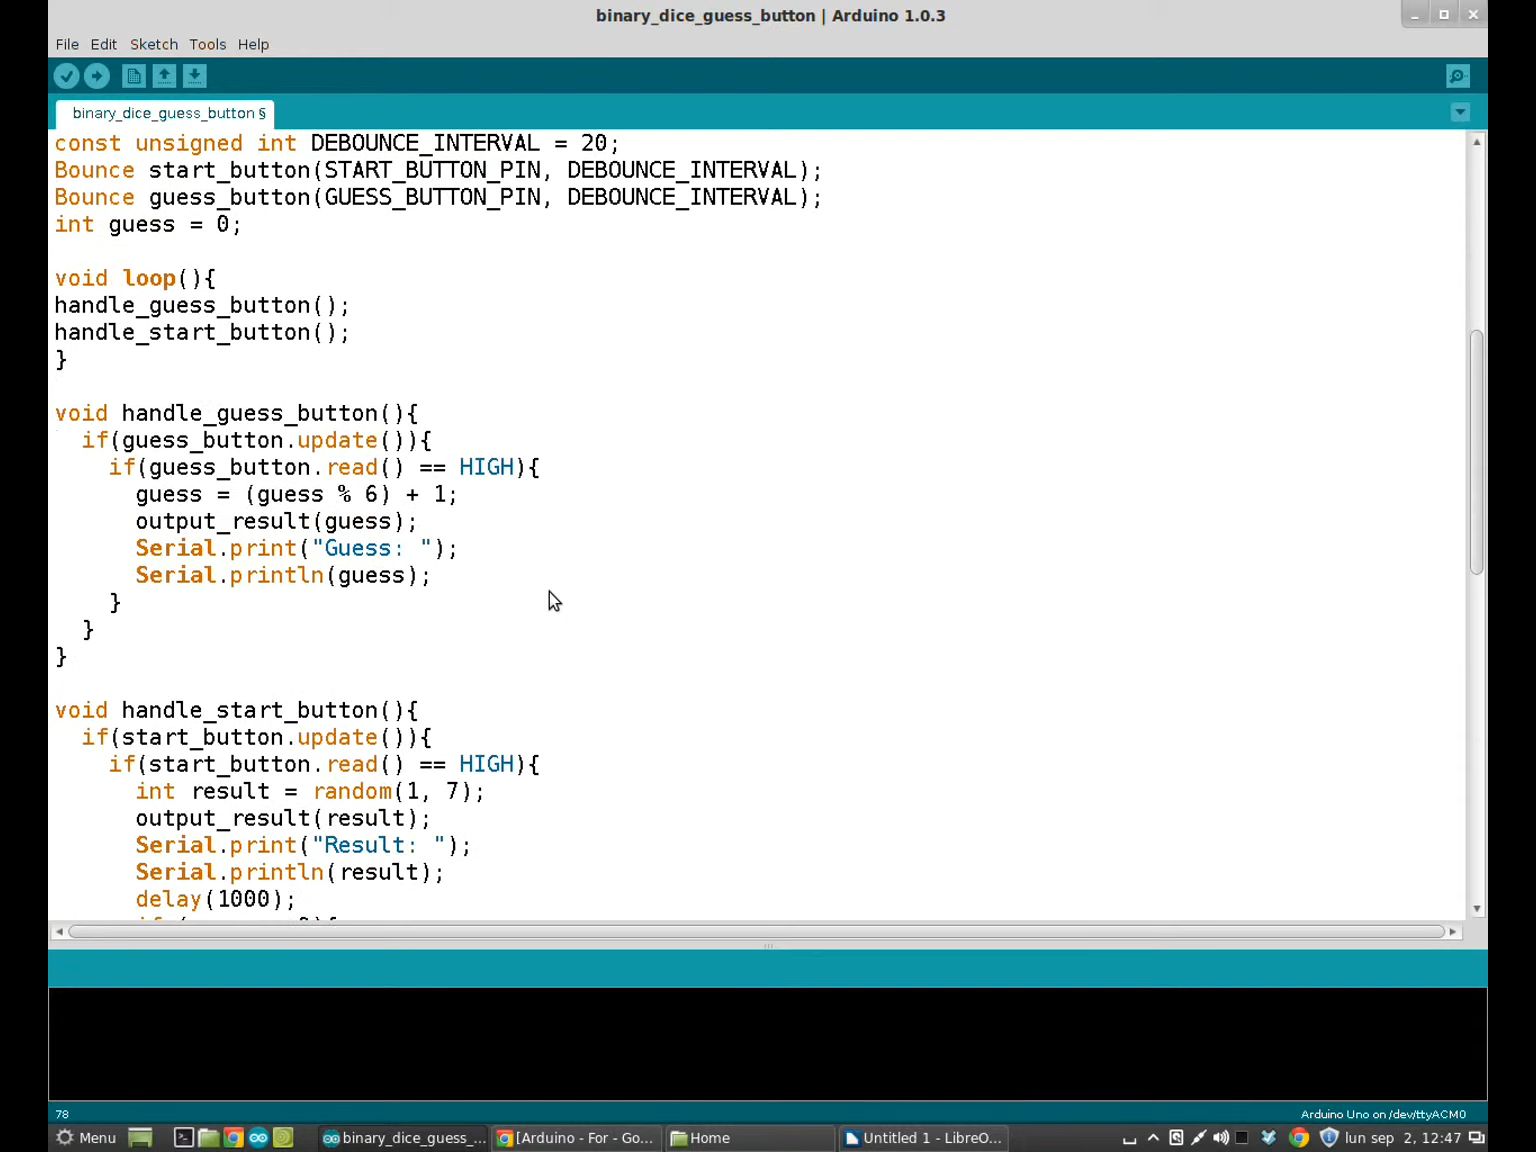 binary_dice_guess_button | Arduino 1.0.3
File Edit Sketch Tools Help
binary_dice_guess_button §
const unsigned int DEBOUNCE_INTERVAL = 20;
Bounce start_button(START_BUTTON_PIN, DEBOUNCE_INTERVAL);
Bounce guess_button(GUESS_BUTTON_PIN, DEBOUNCE_INTERVAL);
int guess = 0;
void loop(){
handle_guess_button();
handle_start_button();
}
void handle_guess_button(){
if(guess_button.update()){
if(guess_button.read() == HIGH){
guess = (guess % 6) + 1;
output_result(guess);
Serial.print("Guess: ");
Serial.println(guess);
}
}
}
void handle_start_button(){
if(start_button.update()){
if(start_button.read() == HIGH){
int result = random(1, 7);
output_result(result);
Serial.print("Result: ");
Serial.println(result);
delay(1000);
78 Arduino Uno on /dev/ttyACM0
Menu binary_dice_guess_... [Arduino - For - Go... Home Untitled 1 - LibreO... lun sep 2, 12:47